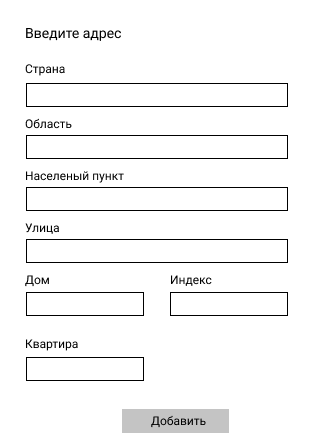 Введите адрес
Страна
Область
Населеный пункт
Улица
Дом
Индекс
Квартира
Добавить